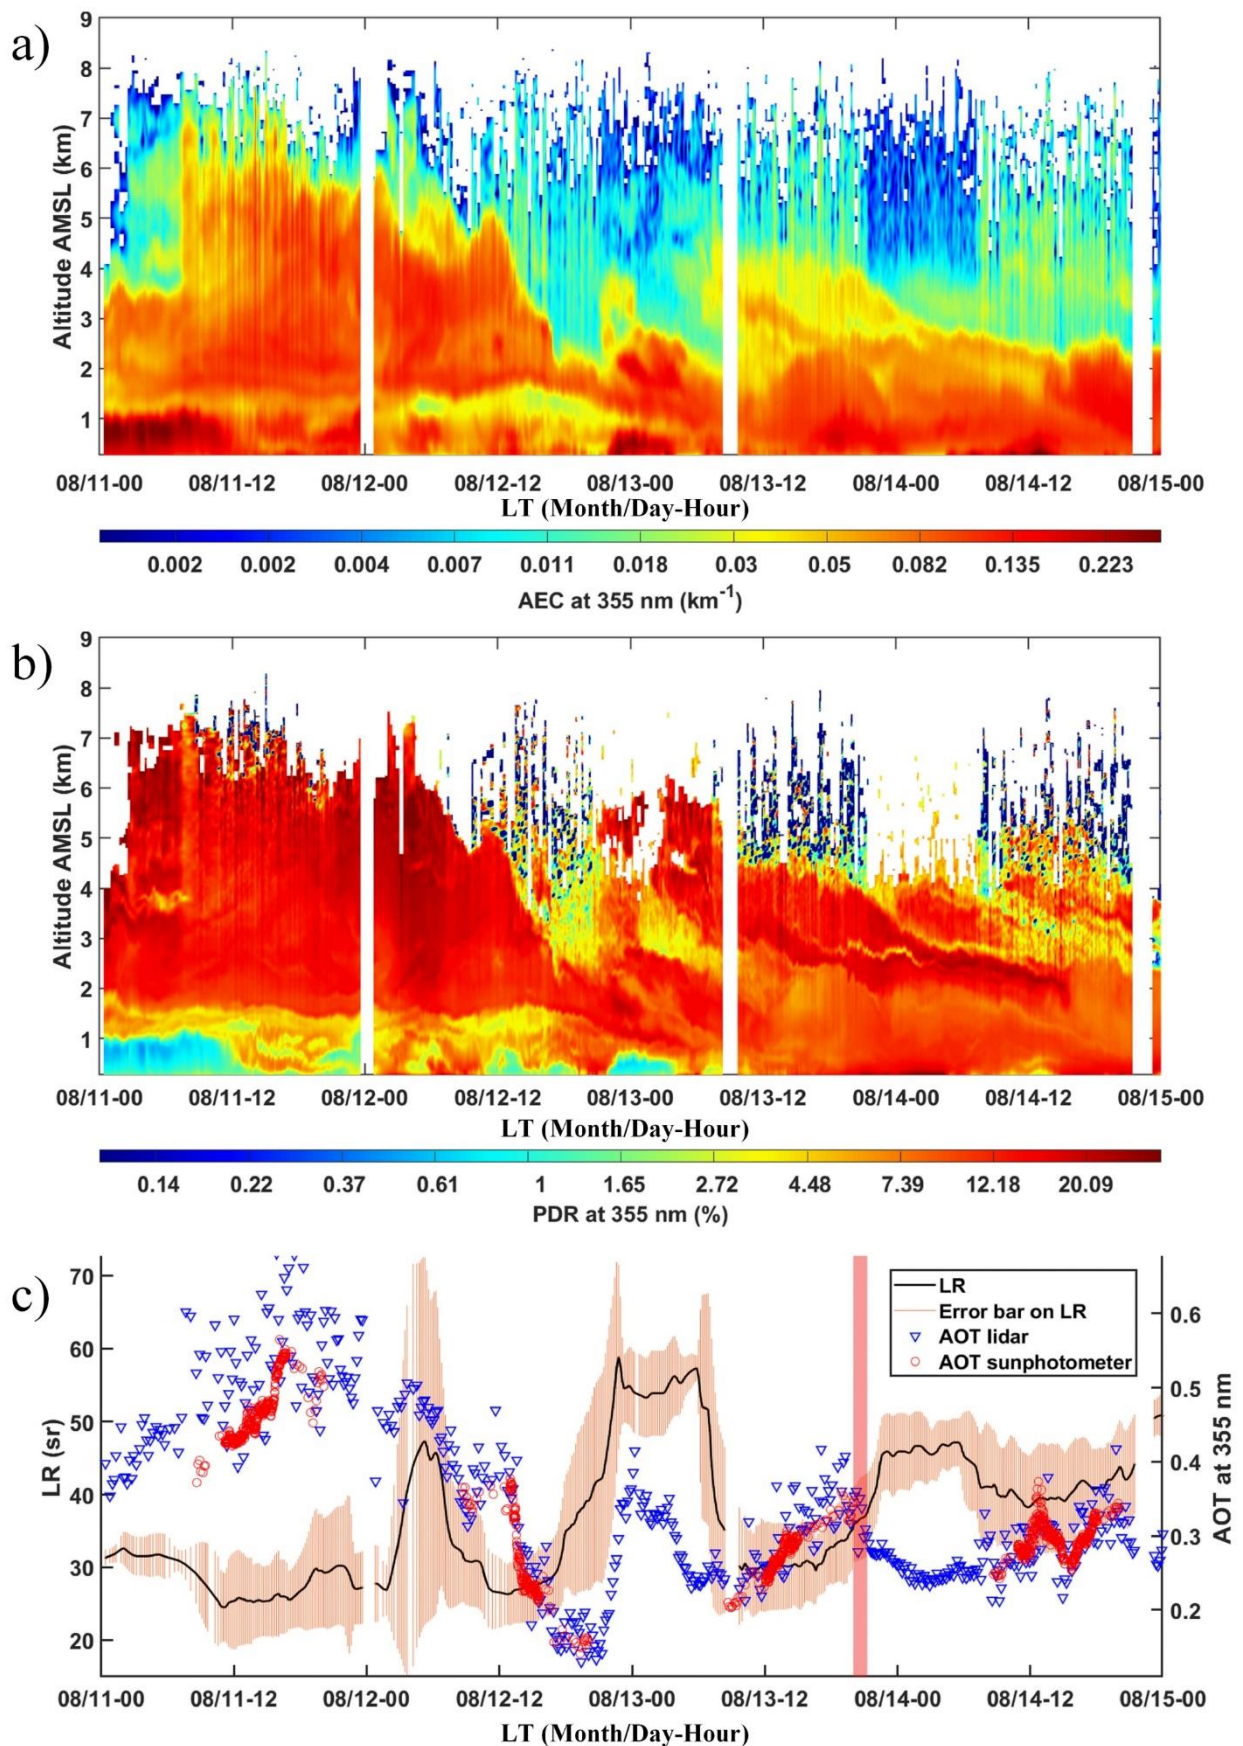 a)
9
8
7
6
5
4
3
2
1
Altitude AMSL (km)
08/11-00 08/11-12 08/12-00 08/12-12 08/13-00 08/13-12 08/14-00 08/14-12 08/15-00
LT (Month/Day-Hour)
0.002 0.002 0.004 0.007 0.011 0.018 0.03 0.05 0.082 0.135 0.223
AEC at 355 nm (km-1)
b)
9
8
7
6
5
4
3
2
1
Altitude AMSL (km)
08/11-00 08/11-12 08/12-00 08/12-12 08/13-00 08/13-12 08/14-00 08/14-12 08/15-00
LT (Month/Day-Hour)
0.14 0.22 0.37 0.61 1 1.65 2.72 4.48 7.39 12.18 20.09
PDR at 355 nm (%)
c)
70
60
50
40
30
20
LR (sr)
LR
Error bar on LR
AOT lidar
AOT sunphotometer
0.6
0.5
0.4
0.3
0.2
AOT at 355 nm
08/11-00 08/11-12 08/12-00 08/12-12 08/13-00 08/13-12 08/14-00 08/14-12 08/15-00
LT (Month/Day-Hour)